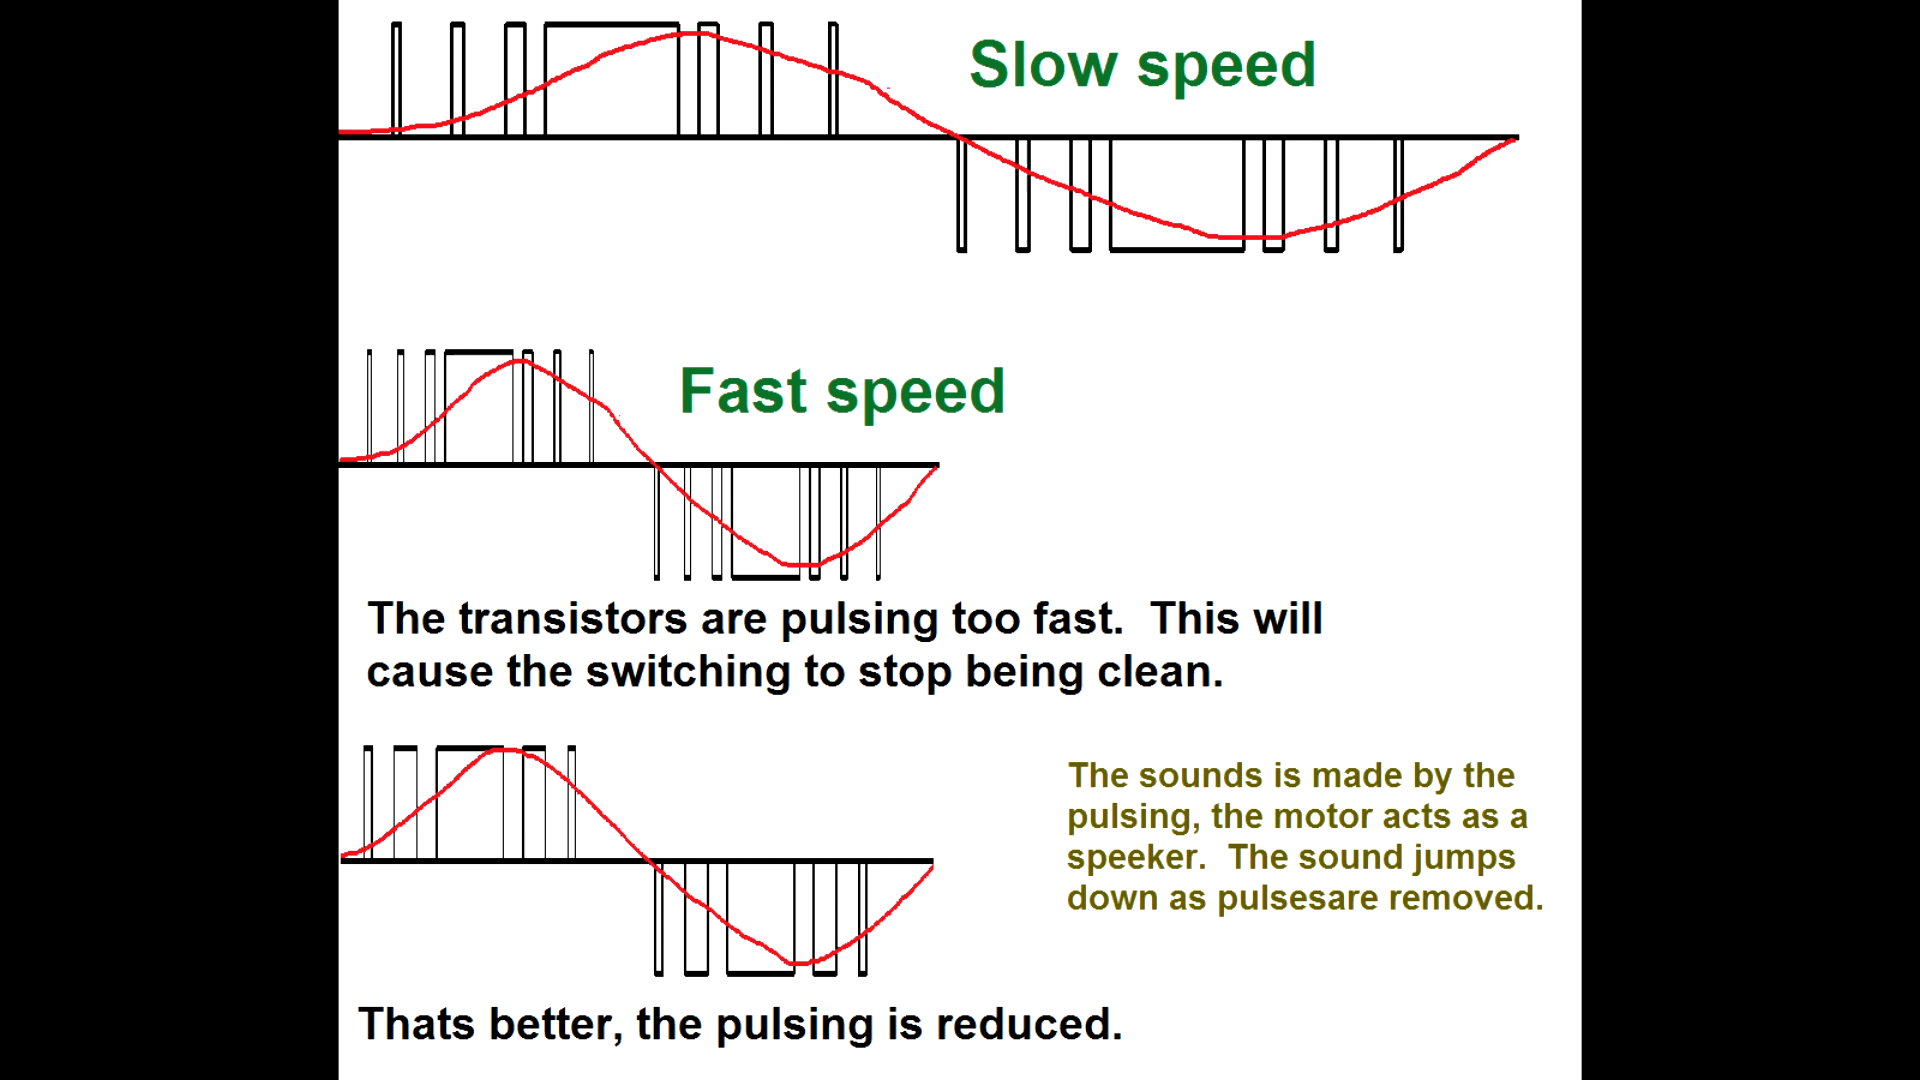 Slow speed
Fast speed
The transistors are pulsing too fast.  This will
cause the switching to stop being clean.
The sounds is made by the
pulsing, the motor acts as a
speeker.  The sound jumps
down as pulsesare removed.
Thats better, the pulsing is reduced.